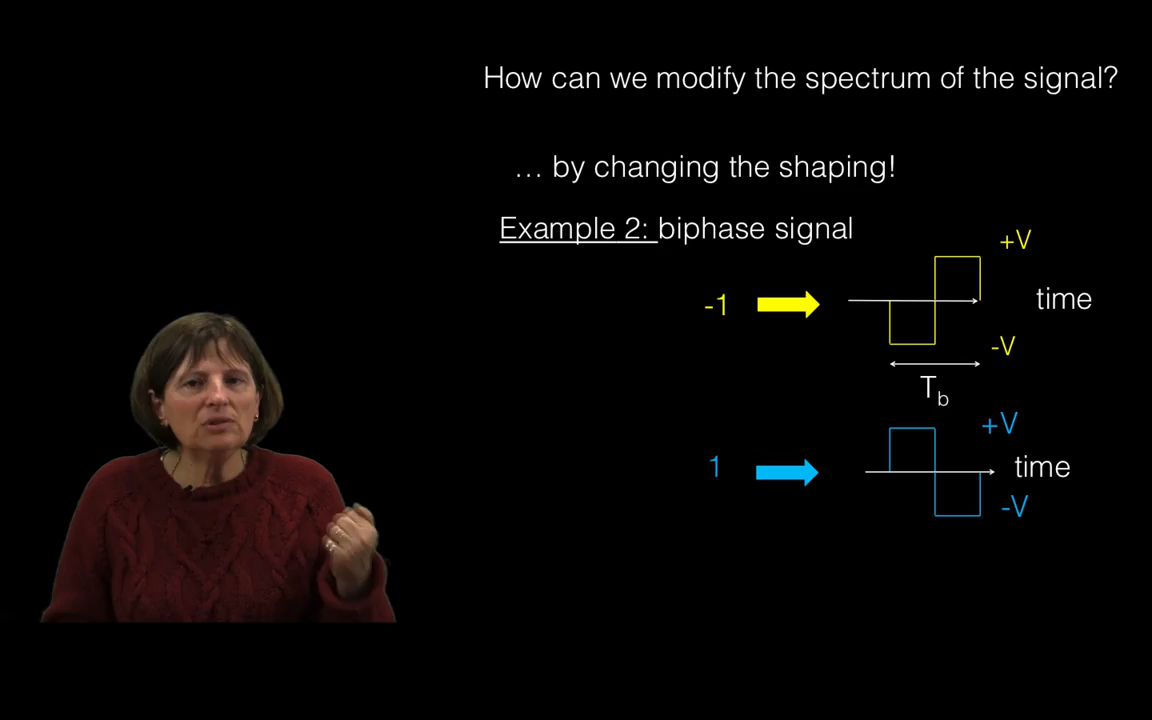 How can we modify the spectrum of the signal?
... by changing the shaping!
Example 2: biphase signal
+V
-1
time
-V
Tb
+V
1
time
-V